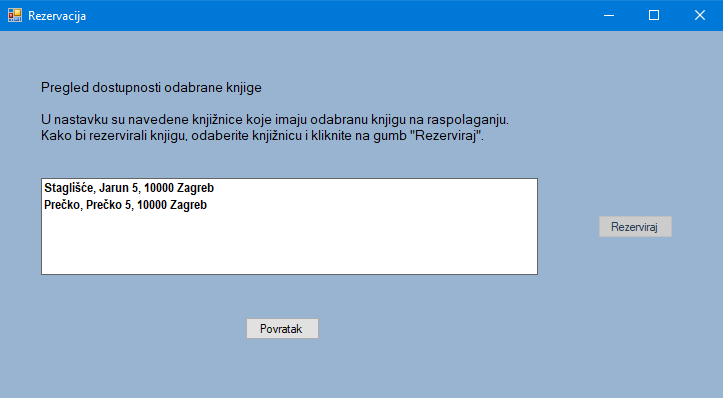 Rezervacija
Pregled dostupnosti odabrane knjige
U nastavku su navedene knjižnice koje imaju odabranu knjigu na raspolaganju.
Kako bi rezervirali knjigu, odaberite knjižnicu i kliknite na gumb "Rezerviraj".
Staglišće, Jarun 5, 10000 Zagreb
Prečko, Prečko 5, 10000 Zagreb
Rezerviraj
Povratak